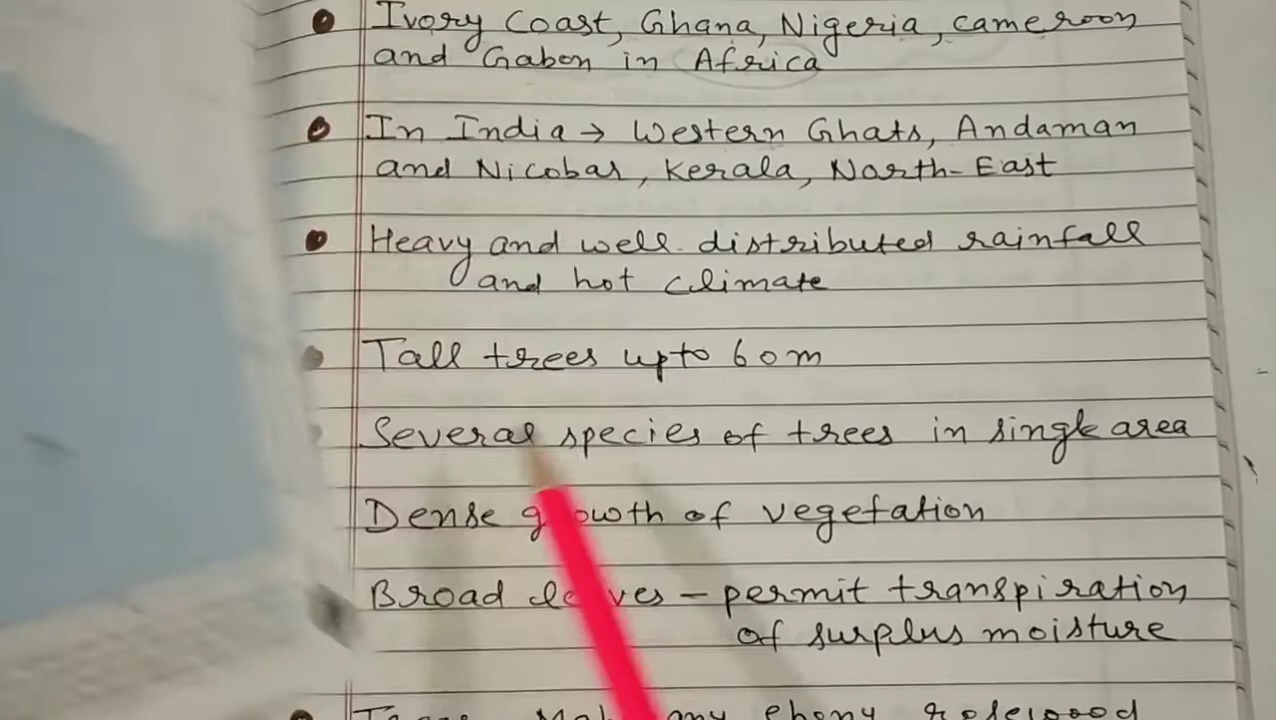 Ivory Coast, Ghana, Nigeria, Cameroon
and Gabon in Africa
In India → Western Ghats, Andaman
and Nicobar, Kerala, North-East
Heavy and well distributed rainfall
and hot climate
Tall trees upto 60m
Several species of trees in single area
Dense growth of vegetation
Broad leaves - permit transpiration
of surplus moisture
ebony rosewood